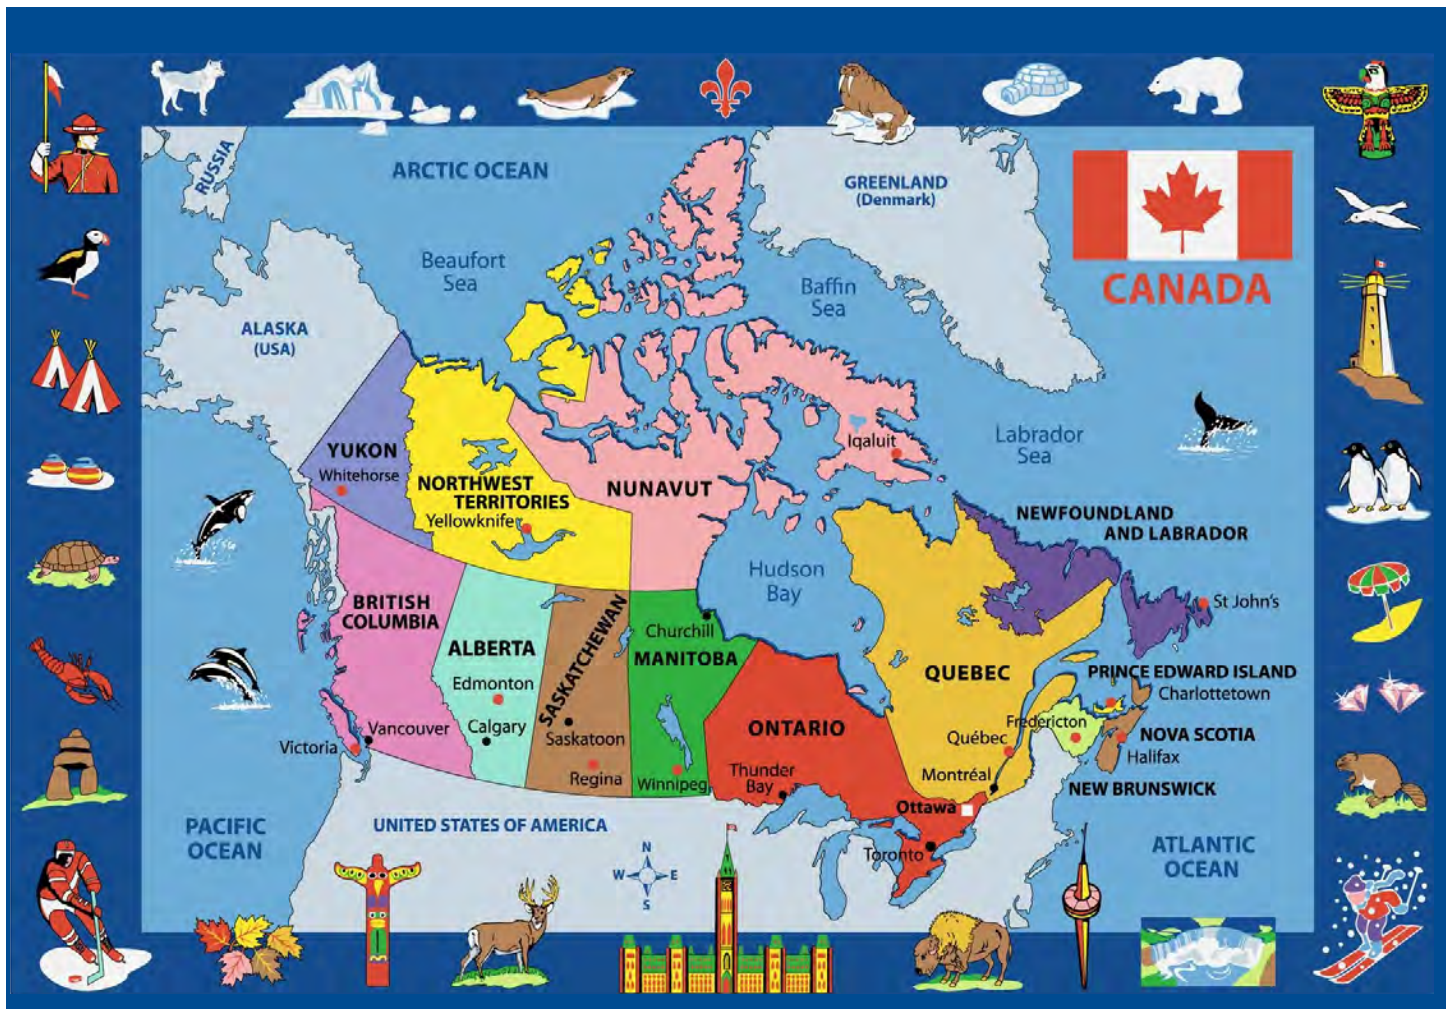 RUSSIA
ARCTIC OCEAN
GREENLAND
(Denmark)
CANADA
Beaufort
Sea
Baffin
Sea
ALASKA
(USA)
Labrador
Sea
Iqaluit
YUKON
Whitehorse
NORTHWEST
TERRITORIES
Yellowknife
NUNAVUT
NEWFOUNDLAND
AND LABRADOR
Hudson
Bay
St John's
BRITISH
COLUMBIA
ALBERTA
Edmonton
Calgary
SASKATCHEWAN
Saskatoon
Regina
Churchill
MANITOBA
Winnipeg
ONTARIO
Thunder
Bay
QUEBEC
PRINCE EDWARD ISLAND
Charlottetown
Fredericton
Québec
NOVA SCOTIA
Halifax
Montréal
NEW BRUNSWICK
Ottawa
Toronto
Vancouver
Victoria
PACIFIC
OCEAN
UNITED STATES OF AMERICA
N
W
E
S
ATLANTIC
OCEAN